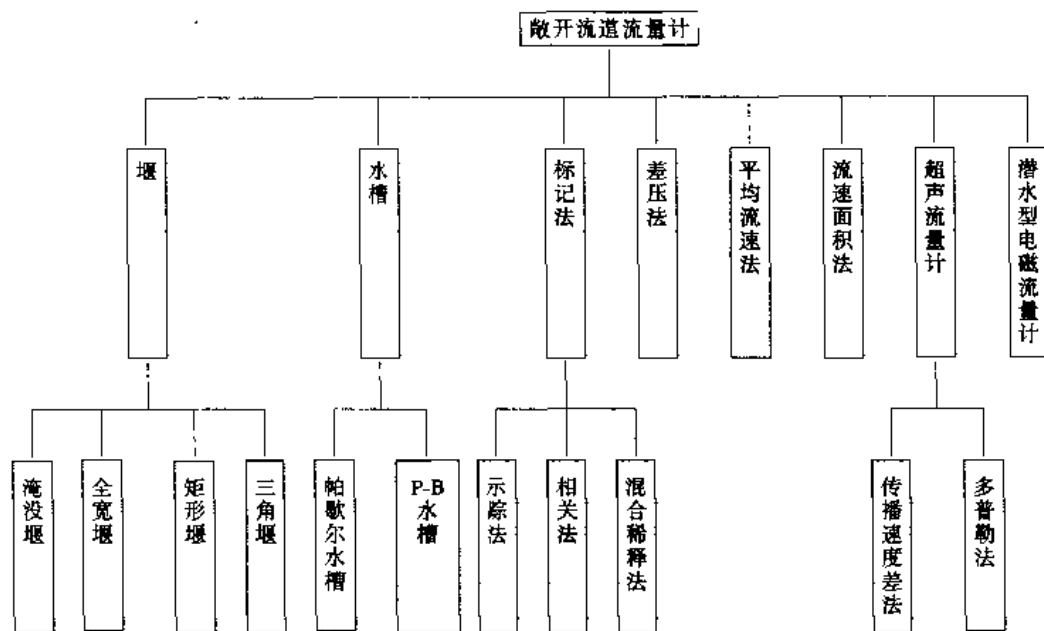 敞开流道流量计
堰
水槽
标记法
差压法
平均流速法
流速面积法
超声流量计
潜水型电磁流量计
淹没堰
全宽堰
矩形堰
三角堰
帕歇尔水槽
P-B水槽
示踪法
相关法
混合稀释法
传播速度差法
多普勒法